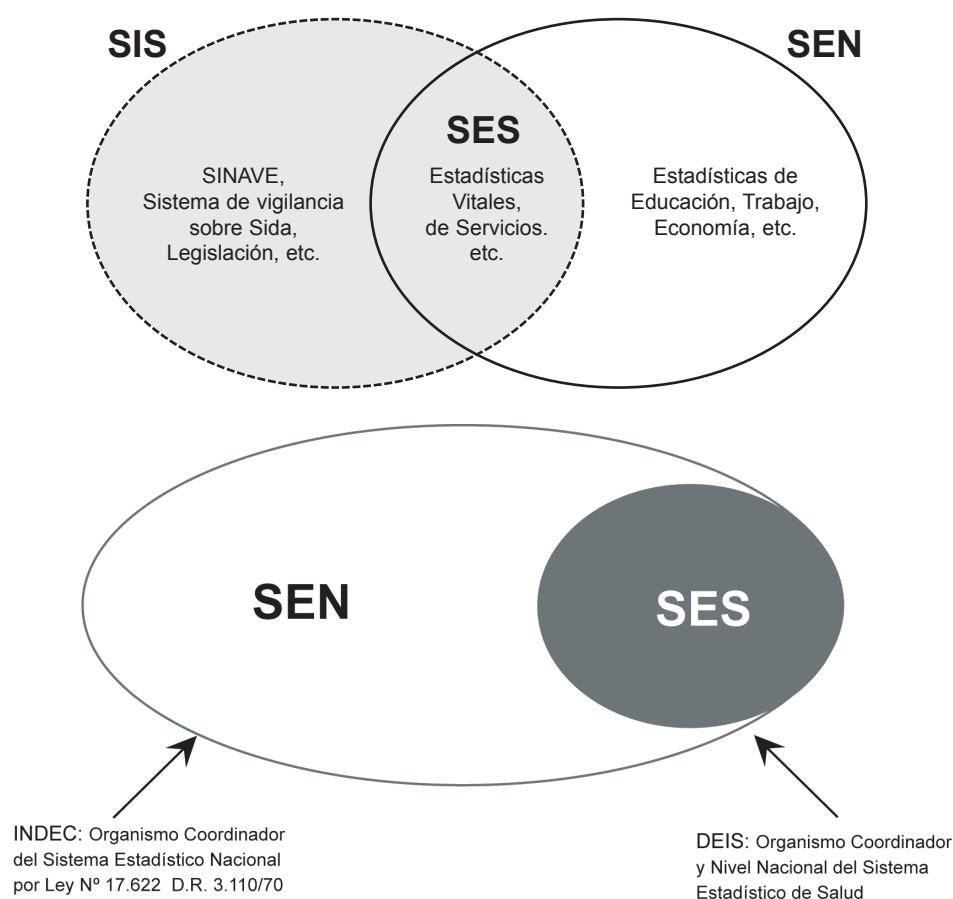 SIS
SEN
SES
SINAVE,
Sistema de vigilancia
sobre Sida,
Legislación, etc.
Estadísticas
Vitales,
de Servicios.
etc.
Estadísticas de
Educación, Trabajo,
Economía, etc.
SEN
SES
INDEC: Organismo Coordinador
del Sistema Estadístico Nacional
por Ley Nº 17.622 D.R. 3.110/70
DEIS: Organismo Coordinador
y Nivel Nacional del Sistema
Estadístico de Salud